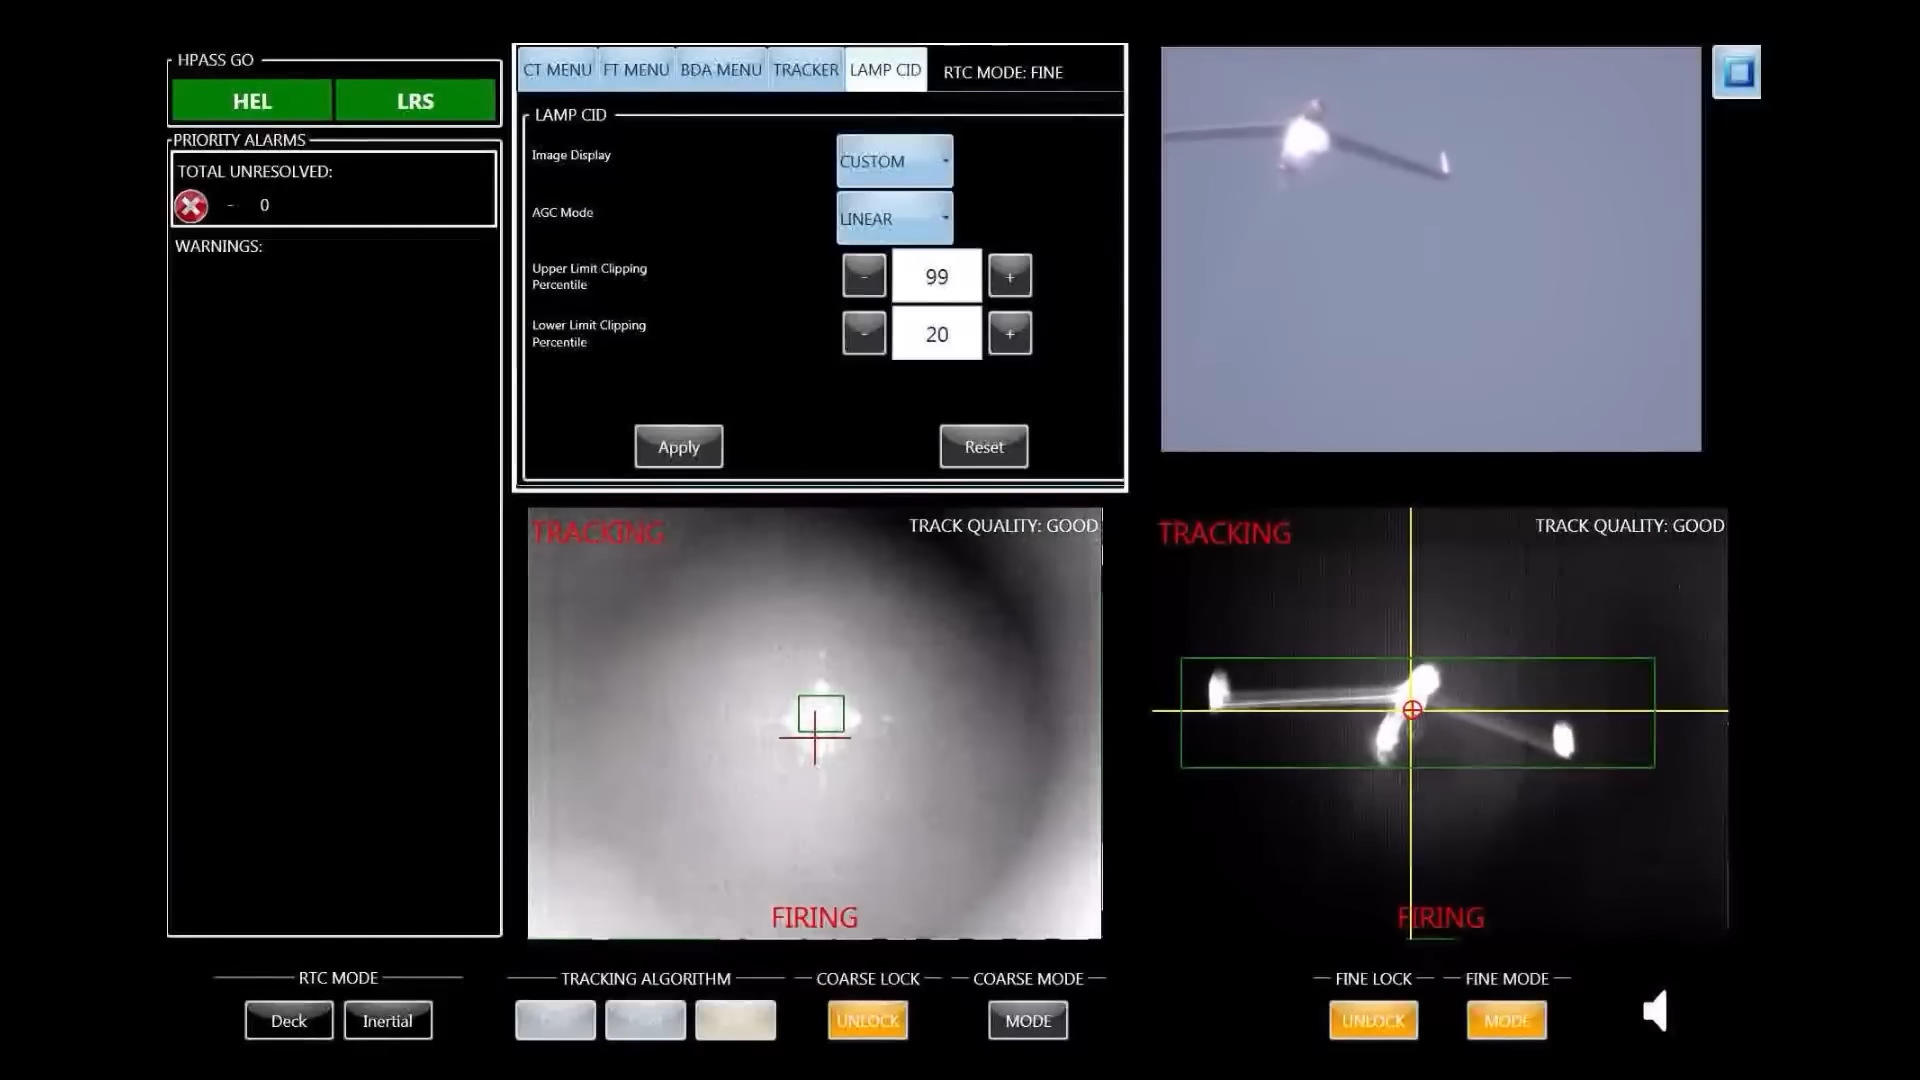 HPASS GO
HEL
LRS
PRIORITY ALARMS
TOTAL UNRESOLVED:
- 0
WARNINGS:
CT MENU
FT MENU
BDA MENU
TRACKER
LAMP CID
RTC MODE: FINE
LAMP CID
Image Display
CUSTOM
AGC Mode
LINEAR
Upper Limit Clipping
Percentile
- 99 +
Lower Limit Clipping
Percentile
- 20 +
Apply
Reset
TRACKING
TRACK QUALITY: GOOD
FIRING
TRACKING
TRACK QUALITY: GOOD
FIRING
RTC MODE
Deck
Inertial
TRACKING ALGORITHM
COARSE LOCK
UNLOCK
COARSE MODE
MODE
FINE LOCK
UNLOCK
FINE MODE
MODE